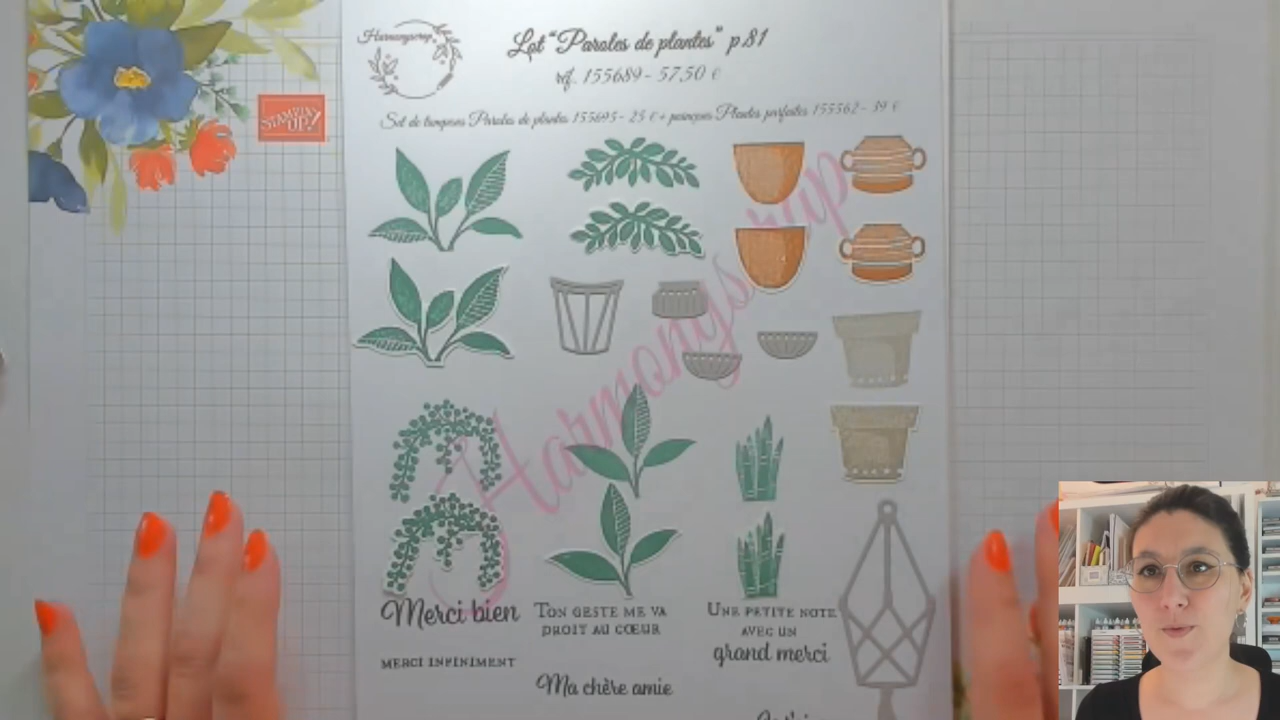 Harmonyscrap
Lot "Paroles de plantes" p.81
réf. 155689 - 57,50 €
Set de tampons Paroles de plantes 155695 - 25 € + poinçons Plantes parfaites 155562 - 39 €
STAMPIN' UP!
Harmonyscrap
Merci bien
TON GESTE ME VA
DROIT AU CŒUR
UNE PETITE NOTE
AVEC UN
grand merci
MERCI INFINIMENT
Ma chère amie